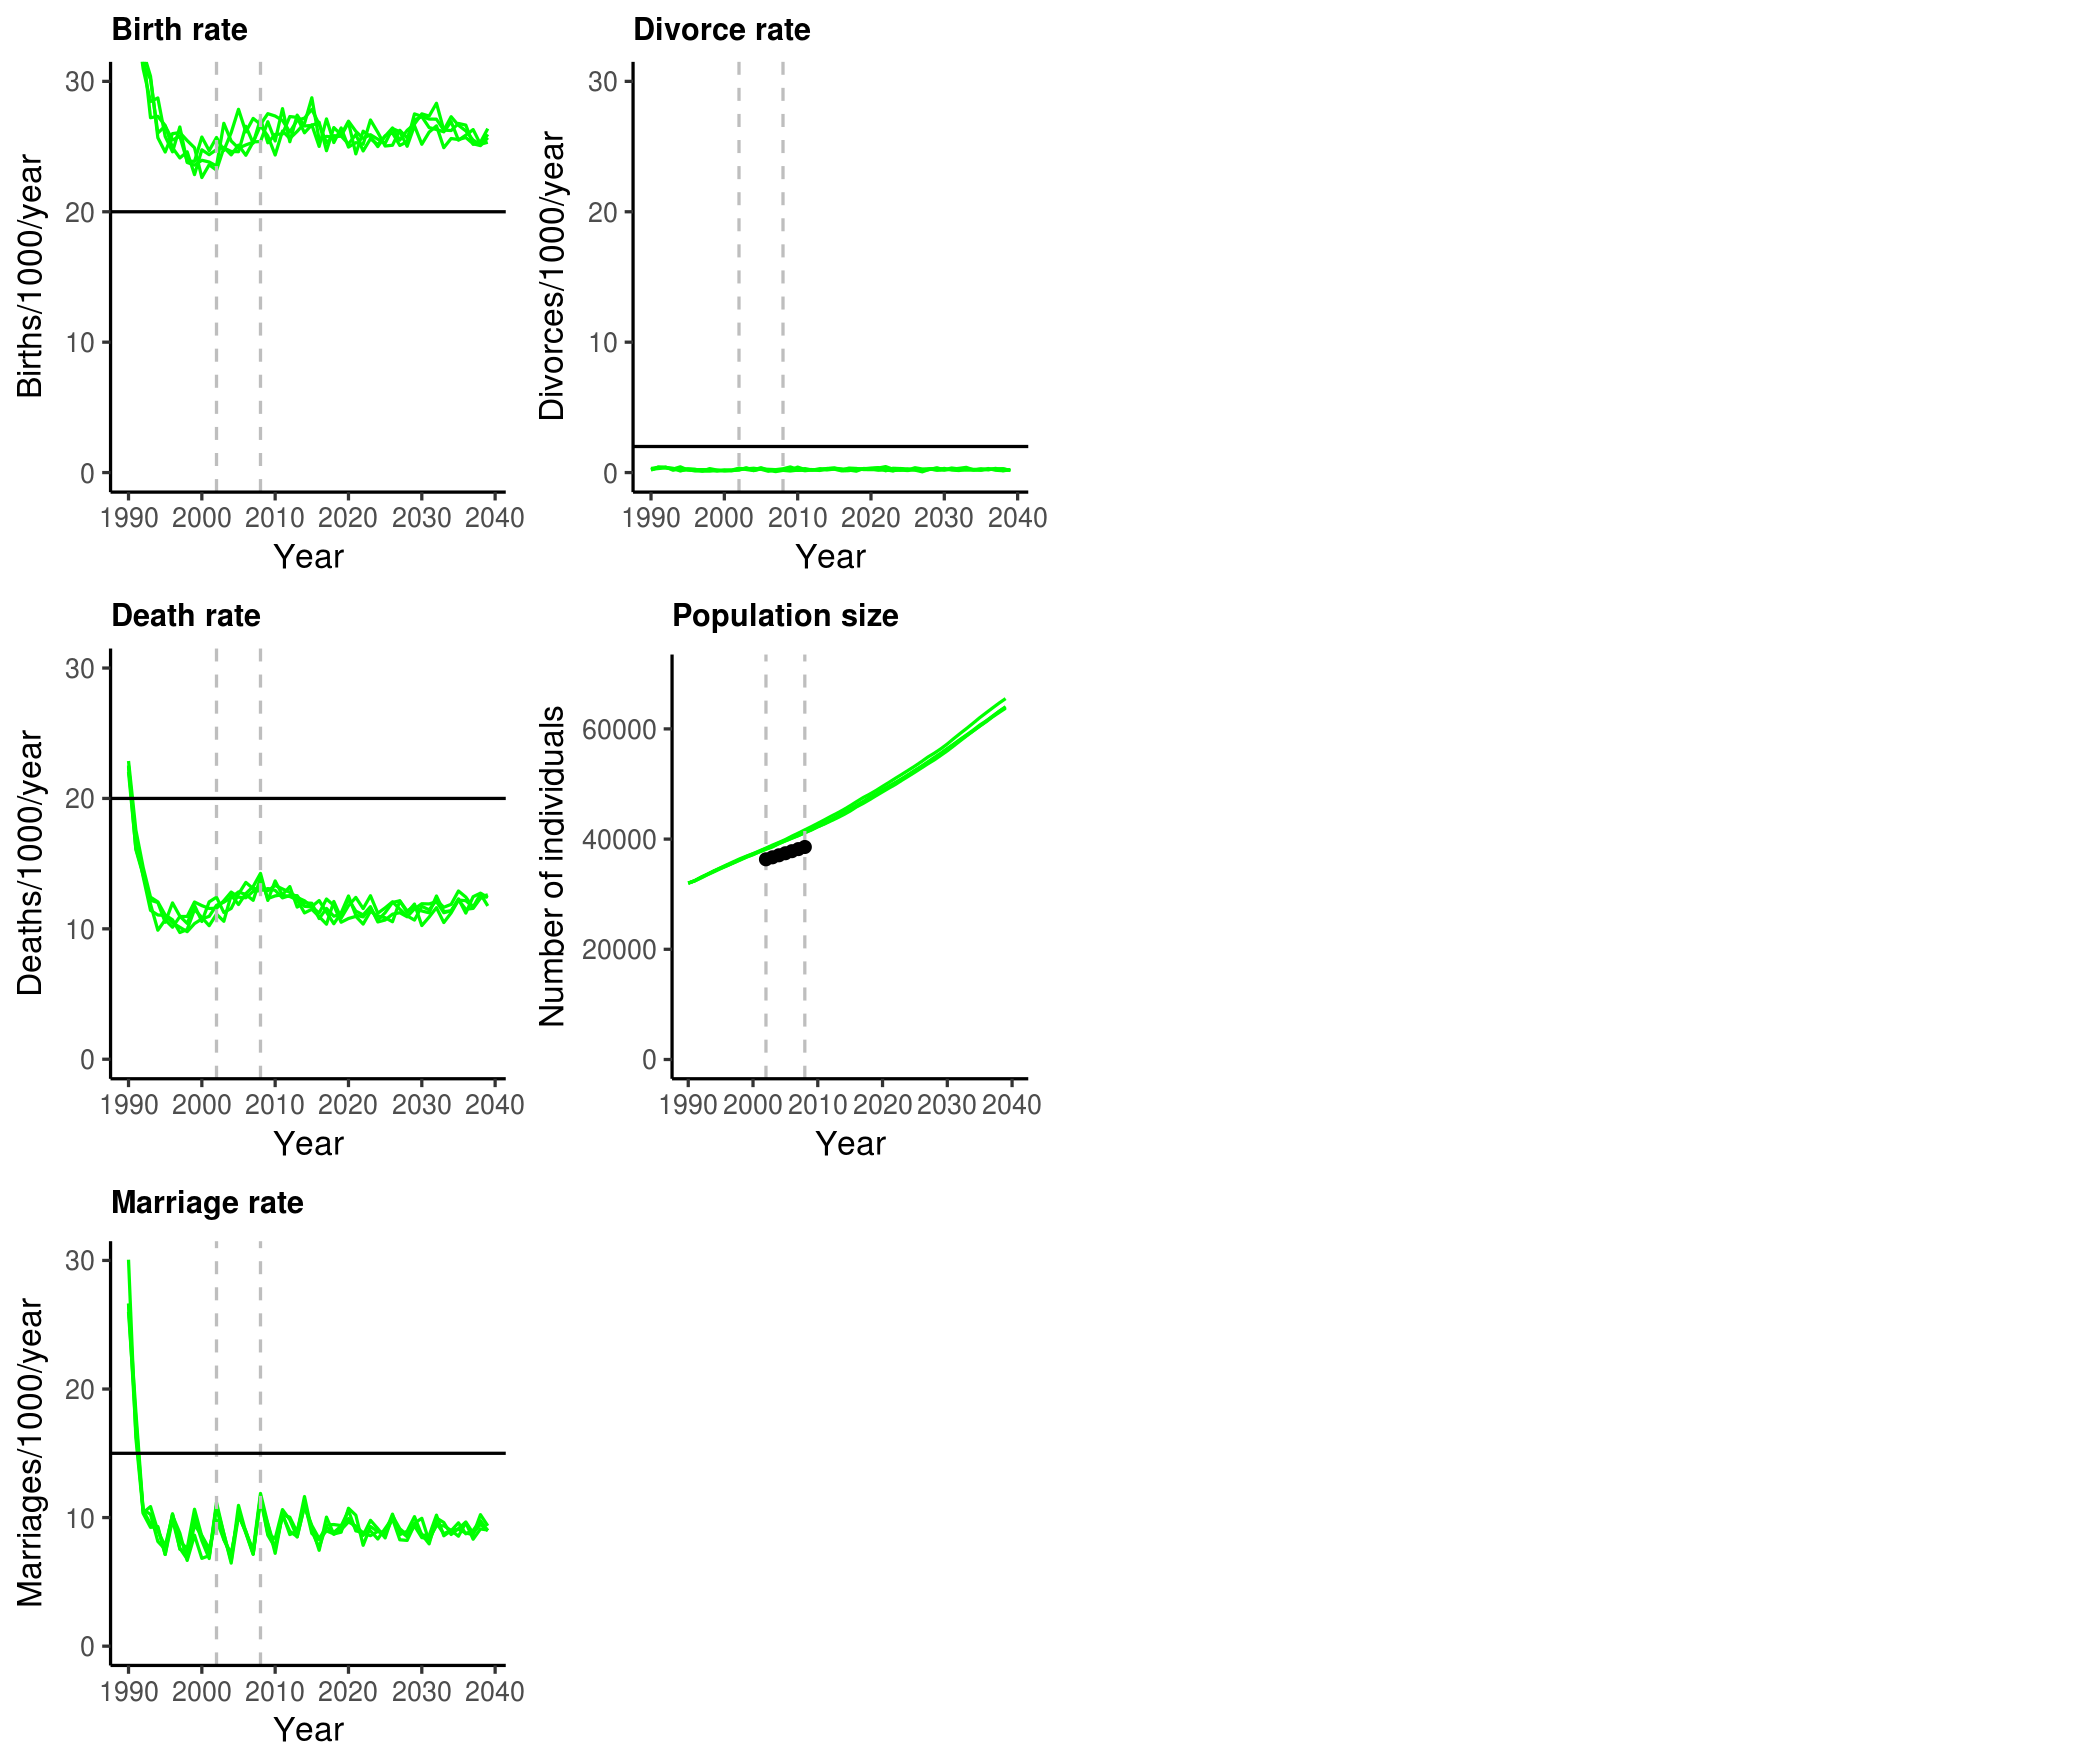 Birth rate
Births/1000/year
30
20
10
0
1990 2000 2010 2020 2030 2040
Year
Divorce rate
Divorces/1000/year
30
20
10
0
1990 2000 2010 2020 2030 2040
Year
Death rate
Deaths/1000/year
30
20
10
0
1990 2000 2010 2020 2030 2040
Year
Population size
Number of individuals
60000
40000
20000
0
1990 2000 2010 2020 2030 2040
Year
Marriage rate
Marriages/1000/year
30
20
10
0
1990 2000 2010 2020 2030 2040
Year